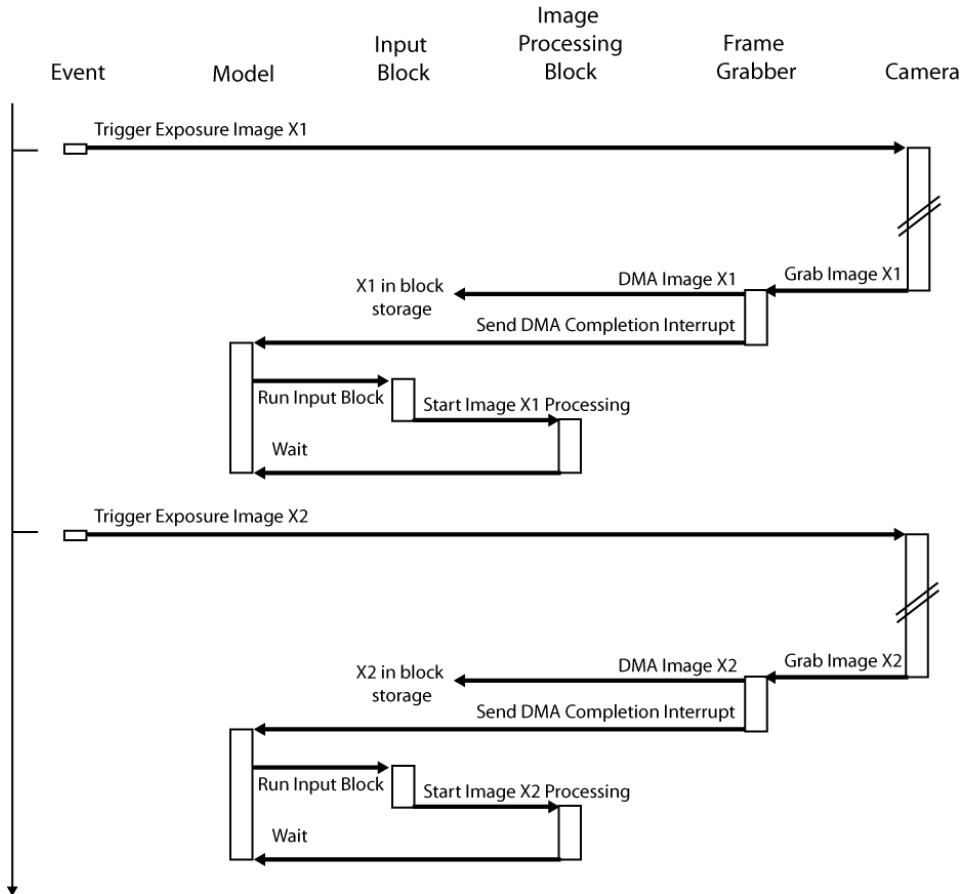 Event
Model
Input
Block
Image
Processing
Block
Frame
Grabber
Camera
Trigger Exposure Image X1
X1 in block
storage
DMA Image X1
Grab Image X1
Send DMA Completion Interrupt
Run Input Block
Start Image X1 Processing
Wait
Trigger Exposure Image X2
X2 in block
storage
DMA Image X2
Grab Image X2
Send DMA Completion Interrupt
Run Input Block
Start Image X2 Processing
Wait